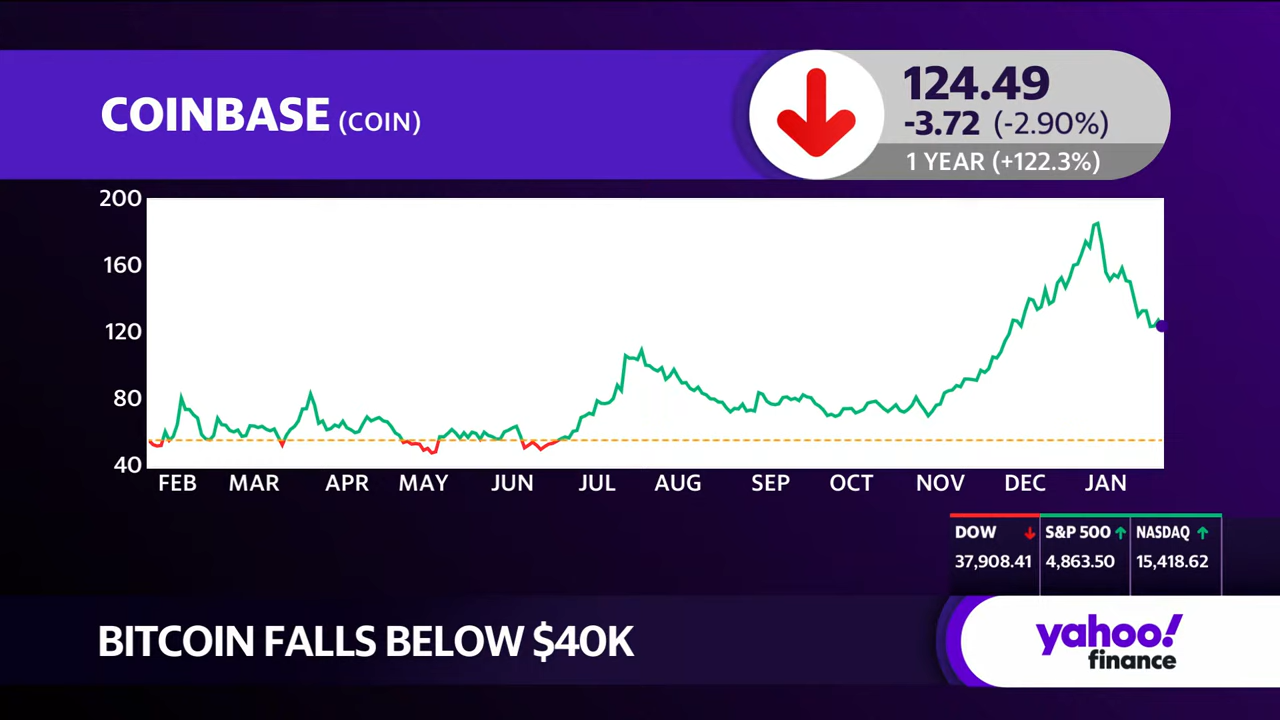 COINBASE (COIN)
124.49
-3.72 (-2.90%)
1 YEAR (+122.3%)
200
160
120
80
40
FEB MAR APR MAY JUN JUL AUG SEP OCT NOV DEC JAN
DOW S&P 500 NASDAQ
37,908.41 4,863.50 15,418.62
BITCOIN FALLS BELOW $40K
yahoo!
finance